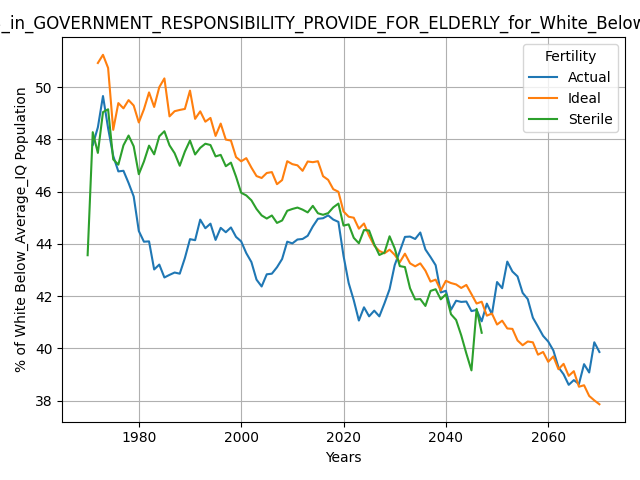 _in_GOVERNMENT_RESPONSIBILITY_PROVIDE_FOR_ELDERLY_for_White_Below
Fertility
Actual
Ideal
Sterile
% of White Below_Average_IQ Population
50
48
46
44
42
40
38
1980
2000
2020
2040
2060
Years